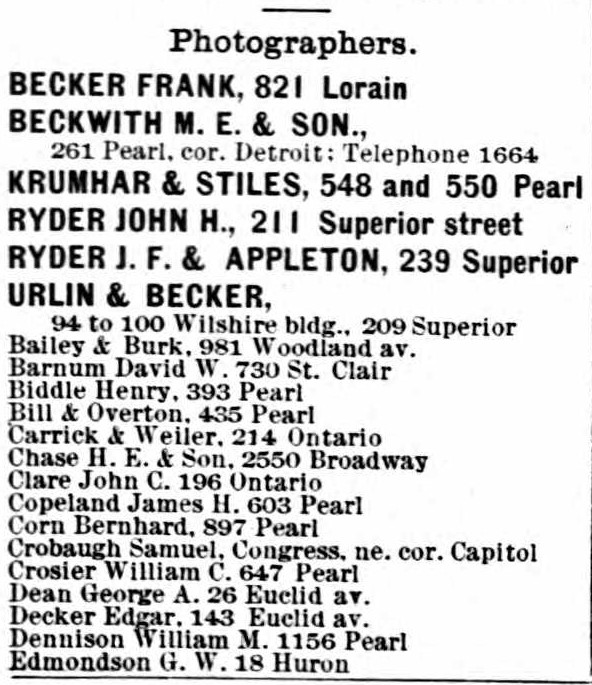 Photographers.
BECKER FRANK, 821 Lorain
BECKWITH M. E. & SON.,
261 Pearl, cor. Detroit; Telephone 1664
KRUMHAR & STILES, 548 and 550 Pearl
RYDER JOHN H., 211 Superior street
RYDER J. F. & APPLETON, 239 Superior
URLIN & BECKER,
94 to 100 Wilshire bldg., 209 Superior
Bailey & Burk, 981 Woodland av.
Barnum David W. 730 St. Clair
Biddle Henry, 393 Pearl
Bill & Overton, 435 Pearl
Carrick & Weiler, 214 Ontario
Chase H. E. & Son, 2550 Broadway
Clare John C. 196 Ontario
Copeland James H. 603 Pearl
Corn Bernhard, 897 Pearl
Crobaugh Samuel, Congress, ne. cor. Capitol
Crosier William C. 647 Pearl
Dean George A. 26 Euclid av.
Decker Edgar, 143 Euclid av.
Dennison William M. 1156 Pearl
Edmondson G. W. 18 Huron